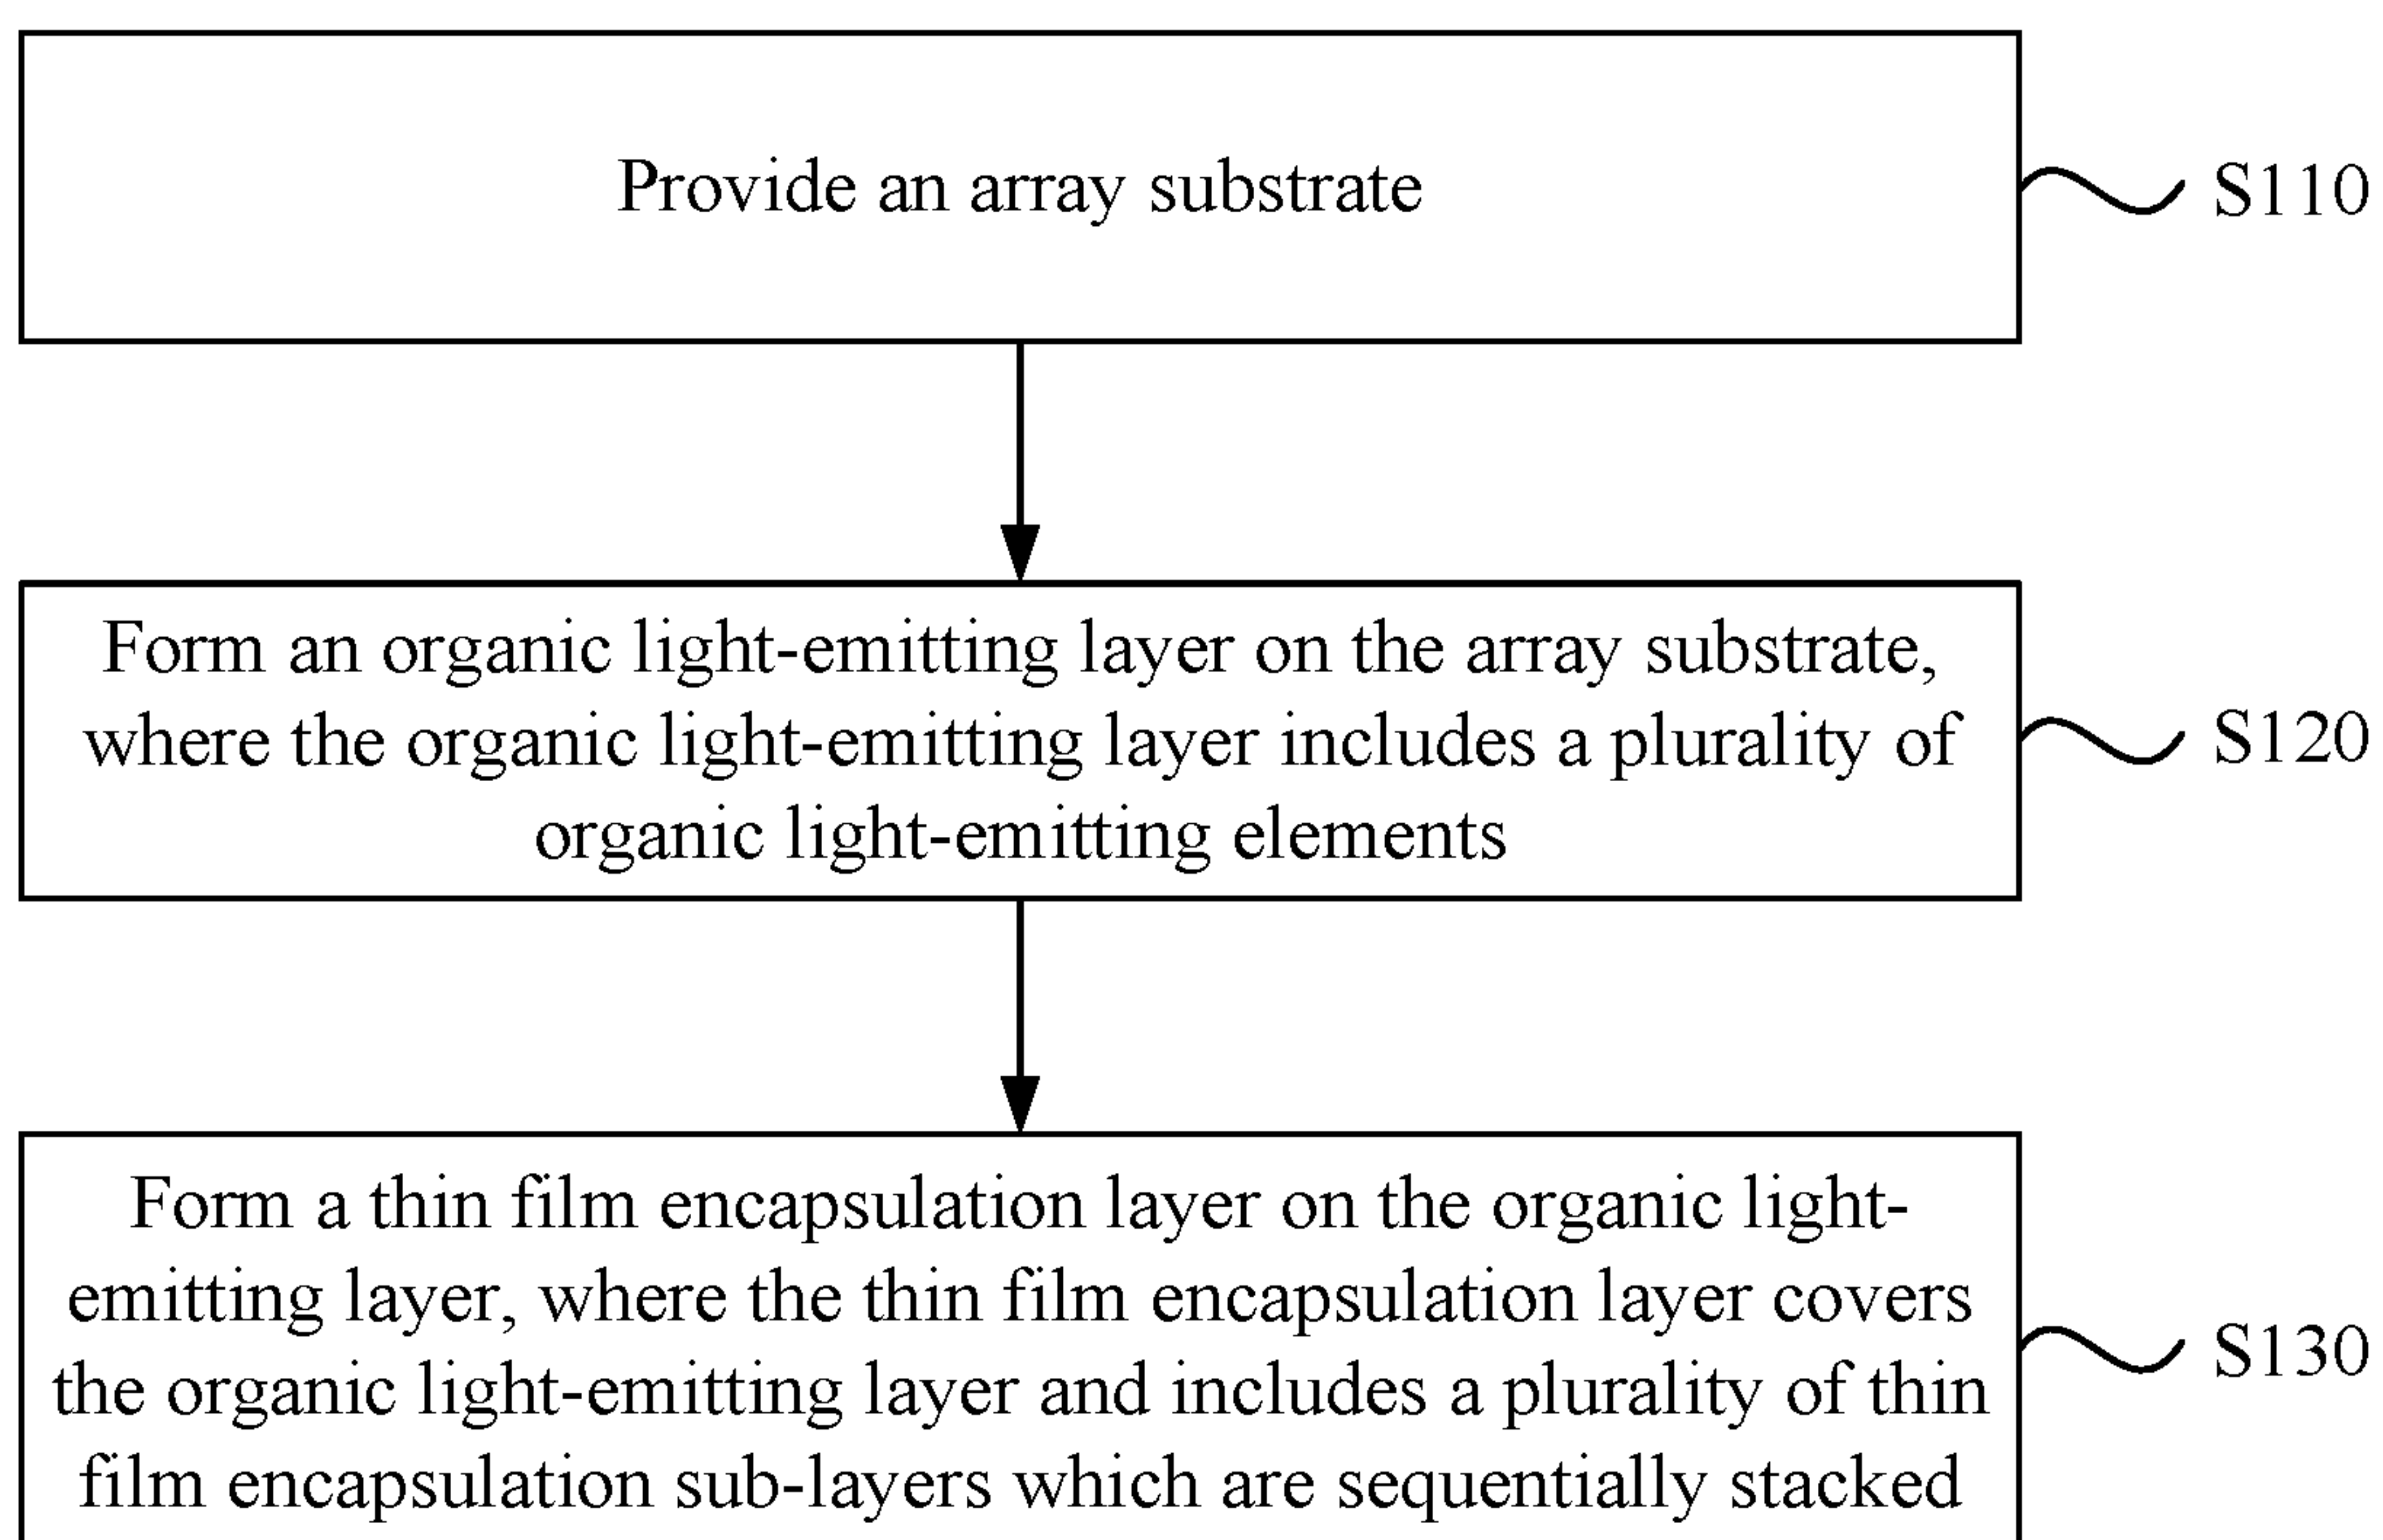 Provide an array substrate
S110
Form an organic light-emitting layer on the array substrate,
where the organic light-emitting layer includes a plurality of
organic light-emitting elements
S120
Form a thin film encapsulation layer on the organic light-
emitting layer, where the thin film encapsulation layer covers
the organic light-emitting layer and includes a plurality of thin
film encapsulation sub-layers which are sequentially stacked
S130